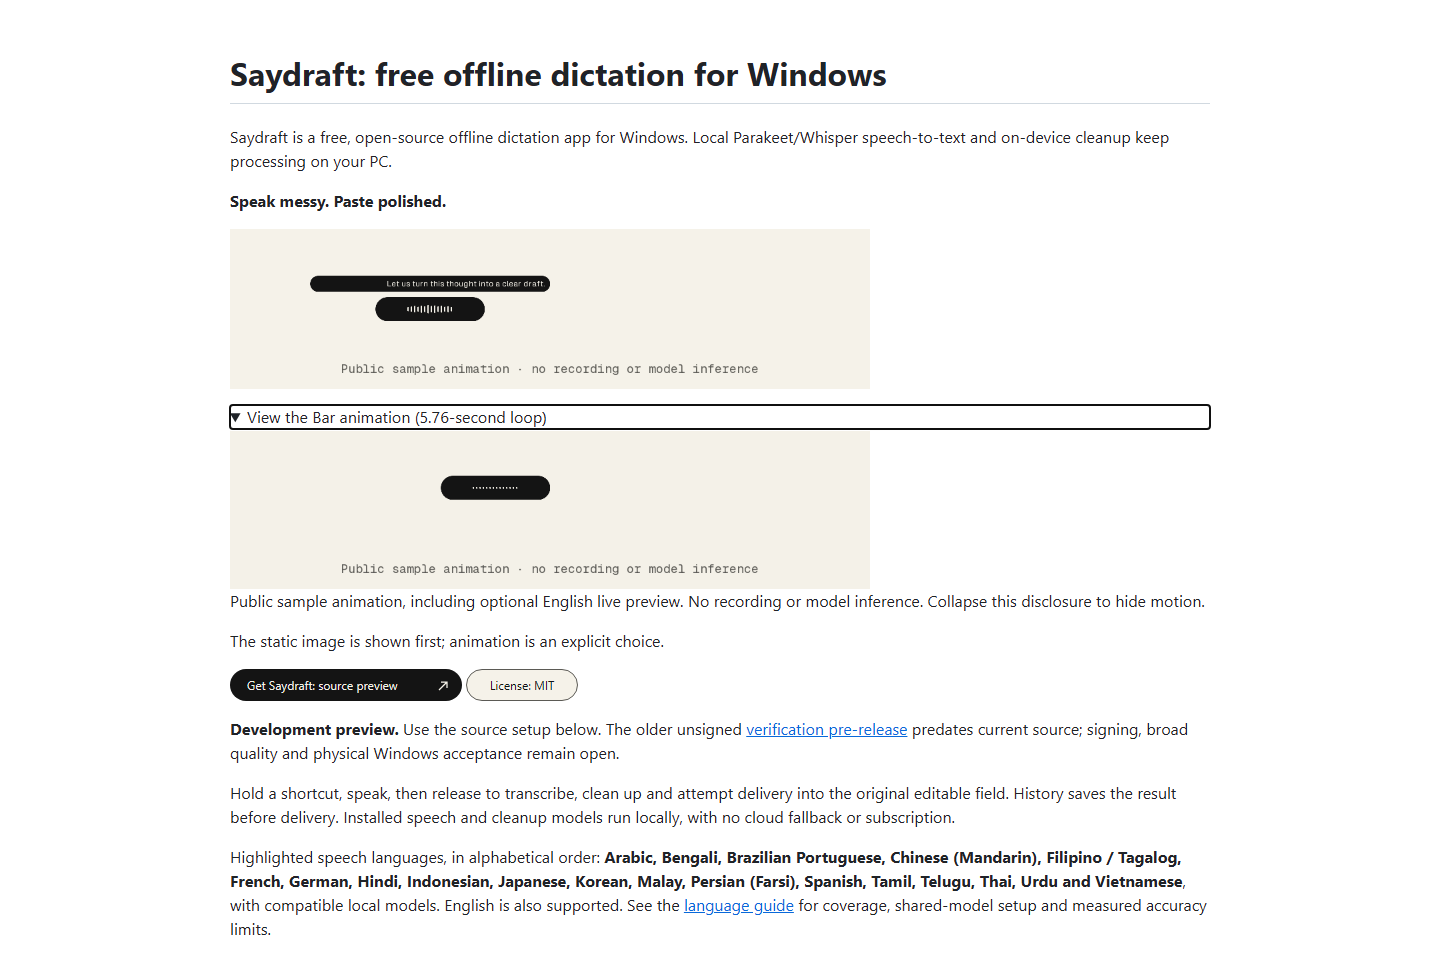 Saydraft: free offline dictation for Windows
Saydraft is a free, open-source offline dictation app for Windows. Local Parakeet/Whisper speech-to-text and on-device cleanup keep
processing on your PC.
Speak messy. Paste polished.
Let us turn this thought into a clear draft.
Public sample animation · no recording or model inference
View the Bar animation (5.76-second loop)
Public sample animation · no recording or model inference
Public sample animation, including optional English live preview. No recording or model inference. Collapse this disclosure to hide motion.
The static image is shown first; animation is an explicit choice.
Get Saydraft: source preview
License: MIT
Development preview. Use the source setup below. The older unsigned verification pre-release predates current source; signing, broad
quality and physical Windows acceptance remain open.
Hold a shortcut, speak, then release to transcribe, clean up and attempt delivery into the original editable field. History saves the result
before delivery. Installed speech and cleanup models run locally, with no cloud fallback or subscription.
Highlighted speech languages, in alphabetical order: Arabic, Bengali, Brazilian Portuguese, Chinese (Mandarin), Filipino / Tagalog,
French, German, Hindi, Indonesian, Japanese, Korean, Malay, Persian (Farsi), Spanish, Tamil, Telugu, Thai, Urdu and Vietnamese,
with compatible local models. English is also supported. See the language guide for coverage, shared-model setup and measured accuracy
limits.